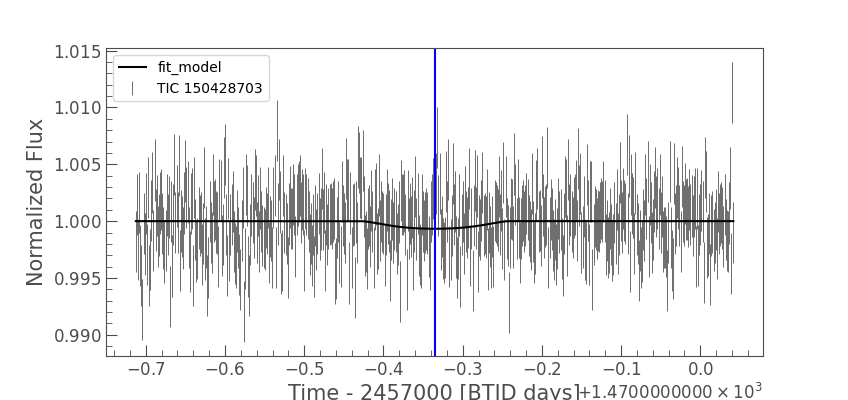 1.015
1.010
1.005
1.000
0.995
0.990
Normalized Flux
fit_model
TIC 150428703
−0.7 −0.6 −0.5 −0.4 −0.3 −0.2 −0.1 0.0
Time - 2457000 [BTJD days]
+1.4700000000 × 10³